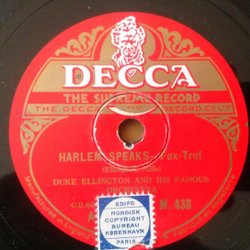 DECCA
THE SUPREME RECORD
THE DECCA RECORD Co LTD
HARLEM SPEAKS—Fox-Trot
DUKE ELLINGTON AND HIS FAMOUS
M. 438
EDIFO
NORDISK
COPYRIGHT
BUREAU
KØBENHAVN
PARIS